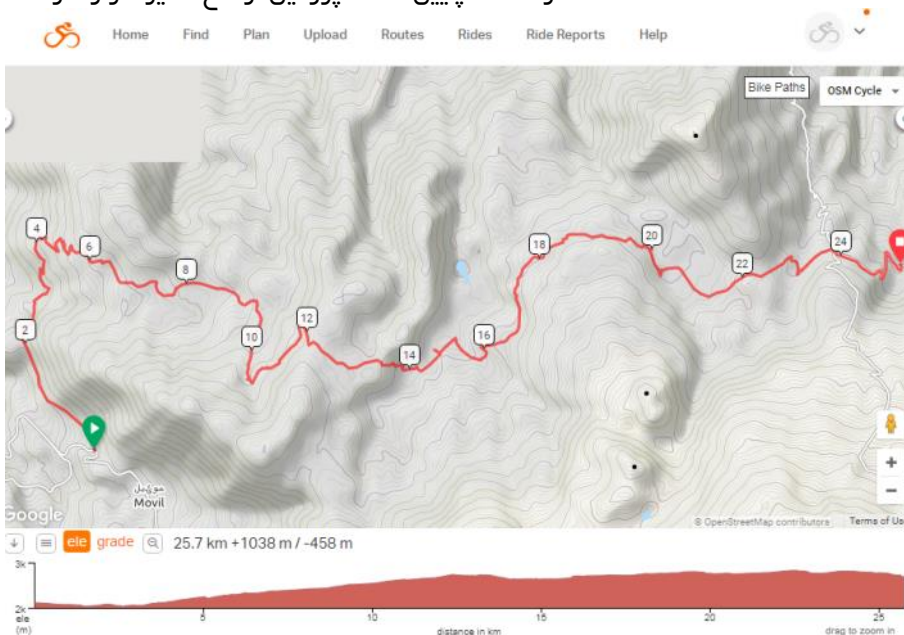 Home Find Plan Upload Routes Rides Ride Reports Help
Bike Paths OSM Cycle
4
6
8
20
18
24
22
2
12
10
16
14
موئیل
Movil
Google
© OpenStreetMap contributors Terms of Us
ele grade 25.7 km +1038 m / -458 m
3k
2k
ele
(m)
5 10 15 20 25
distance in km
drag to zoom in